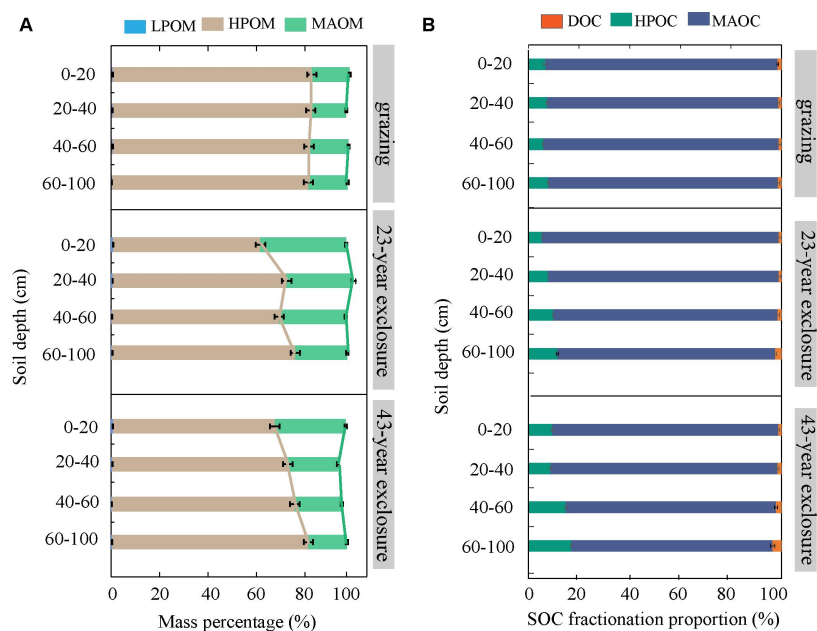 A
LPOM HPOM MAOM
0-20
20-40
40-60
60-100
grazing
0-20
20-40
40-60
60-100
23-year exclosure
0-20
20-40
40-60
60-100
43-year exclosure
Soil depth (cm)
0 20 40 60 80 100
Mass percentage (%)
B
DOC HPOC MAOC
0-20
20-40
40-60
60-100
grazing
0-20
20-40
40-60
60-100
23-year exclosure
0-20
20-40
40-60
60-100
43-year exclosure
Soil depth (cm)
0 20 40 60 80 100
SOC fractionation proportion (%)